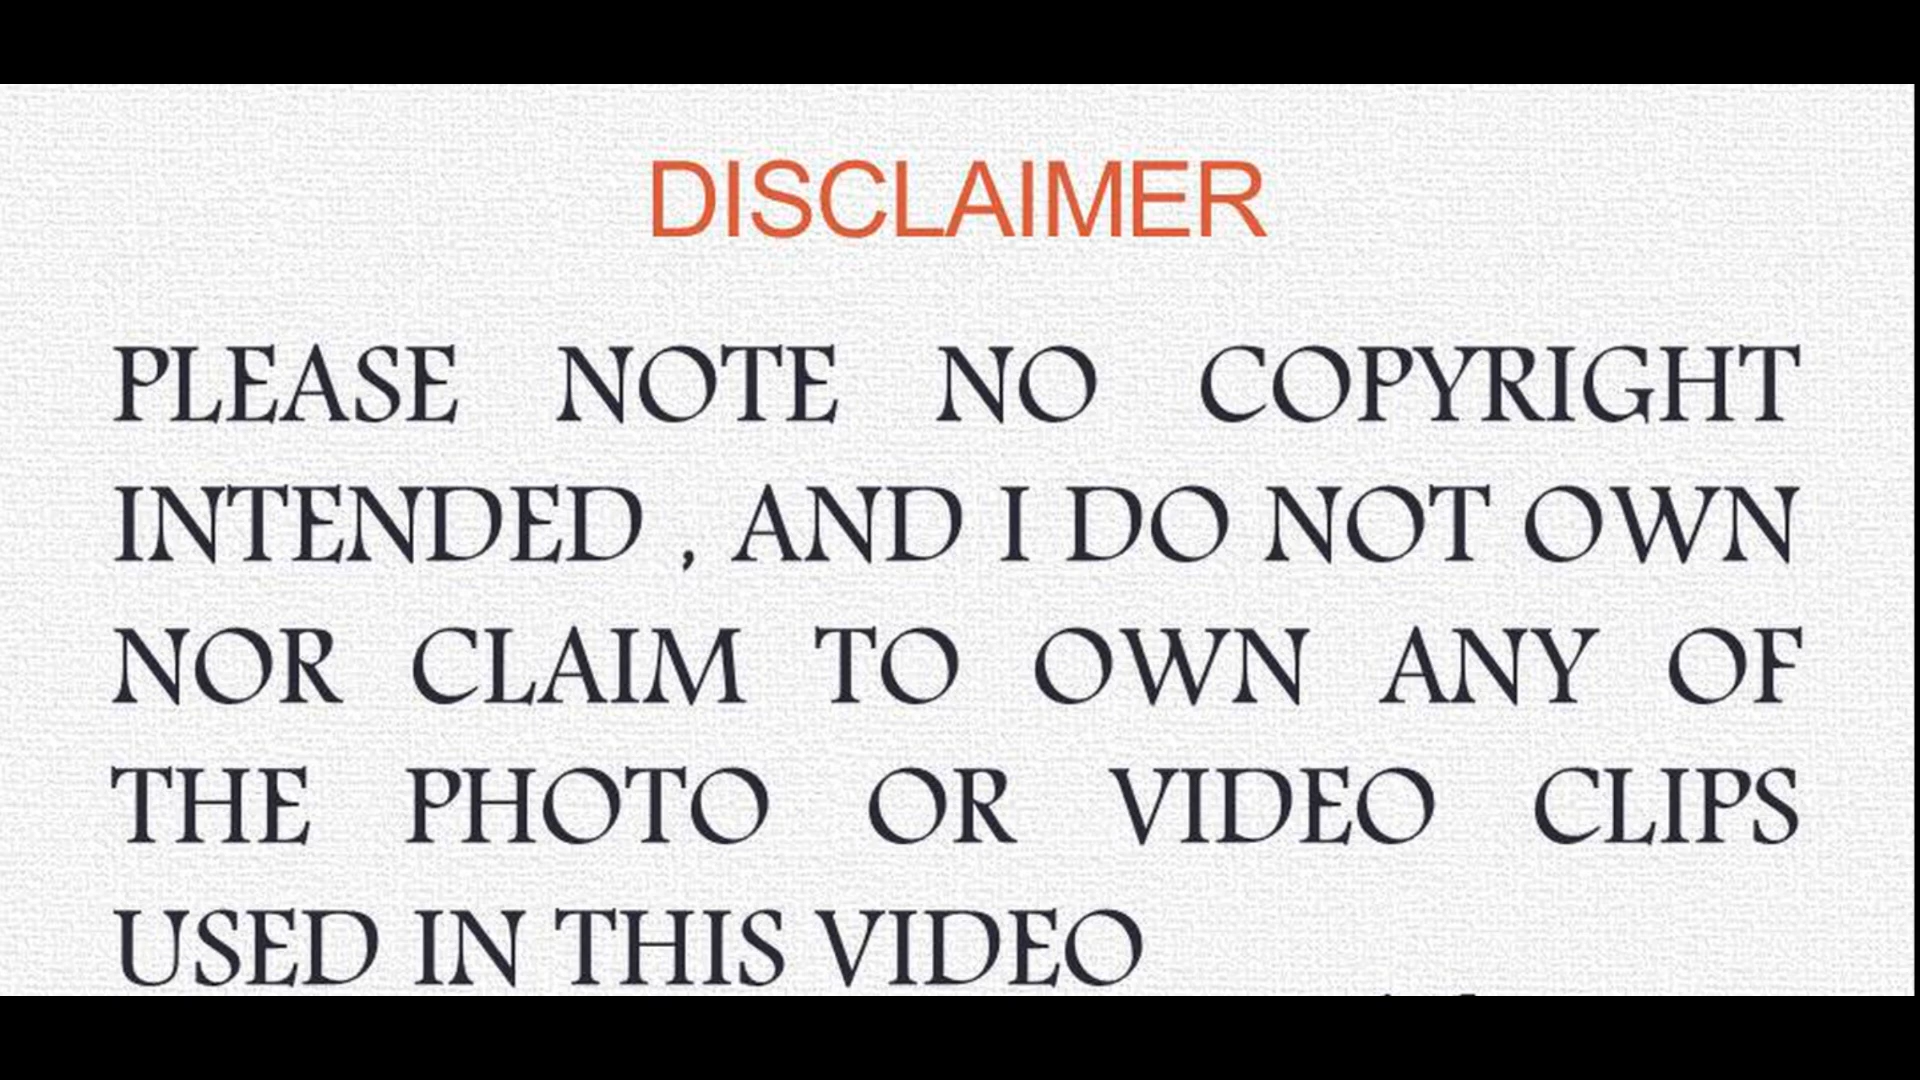 DISCLAIMER
PLEASE NOTE NO COPYRIGHT
INTENDED , AND I DO NOT OWN
NOR CLAIM TO OWN ANY OF
THE PHOTO OR VIDEO CLIPS
USED IN THIS VIDEO